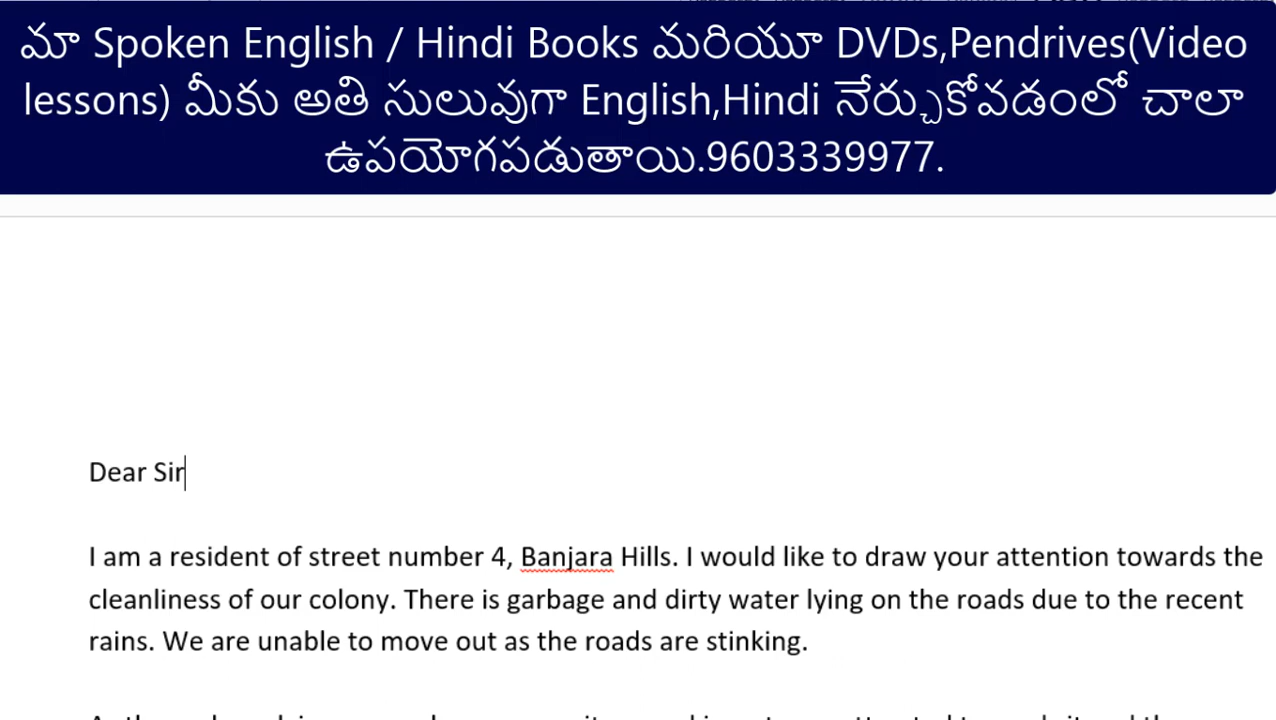 మా Spoken English / Hindi Books మరియూ DVDs,Pendrives(Video
lessons) మీకు అతి సులువుగా English,Hindi నేర్చుకోవడంలో చాలా
ఉపయోగపడుతాయి.9603339977.
Dear Sir
I am a resident of street number 4, Banjara Hills. I would like to draw your attention towards the
cleanliness of our colony. There is garbage and dirty water lying on the roads due to the recent
rains. We are unable to move out as the roads are stinking.